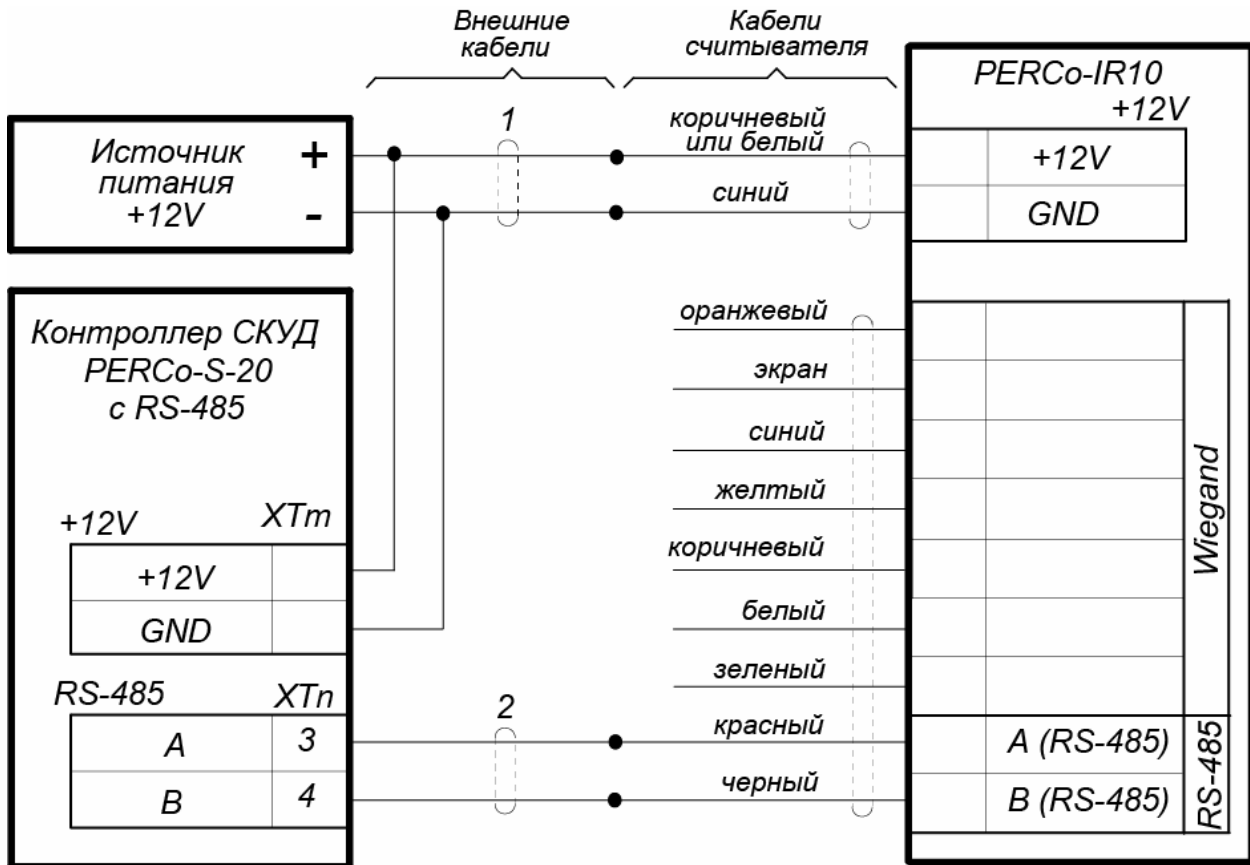 Внешние
кабели
Кабели
считывателя
PERCo-IR10
+12V
Источник
питания
+12V
+
-
1
коричневый
или белый
синий
+12V
GND
Контроллер СКУД
PERCo-S-20
с RS-485
оранжевый
экран
синий
желтый
коричневый
белый
зеленый
Wiegand
+12V
XTm
+12V
GND
RS-485
XTn
A
3
B
4
2
красный
черный
A (RS-485)
B (RS-485)
RS-485